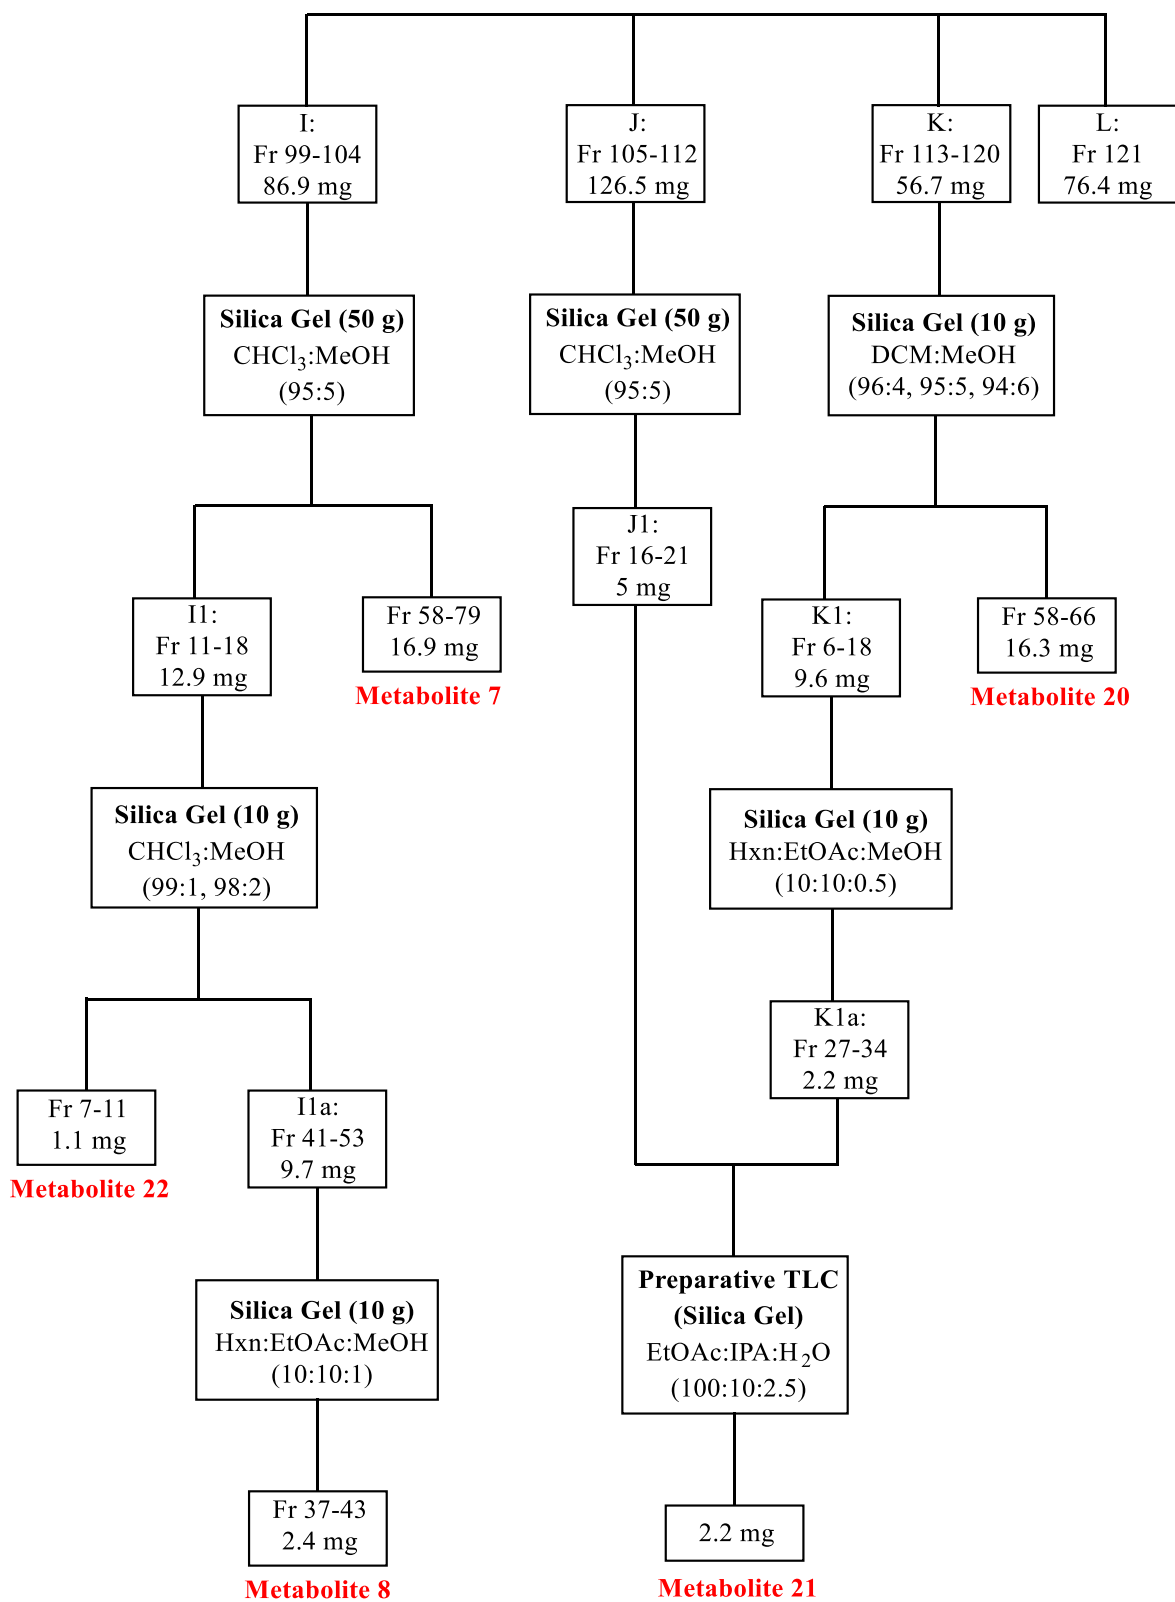 I:
Fr 99-104
86.9 mg
J:
Fr 105-112
126.5 mg
K:
Fr 113-120
56.7 mg
L:
Fr 121
76.4 mg
Silica Gel (50 g)
CHCl3:MeOH
(95:5)
Silica Gel (50 g)
CHCl3:MeOH
(95:5)
Silica Gel (10 g)
DCM:MeOH
(96:4, 95:5, 94:6)
I1:
Fr 11-18
12.9 mg
Fr 58-79
16.9 mg
Metabolite 7
J1:
Fr 16-21
5 mg
K1:
Fr 6-18
9.6 mg
Fr 58-66
16.3 mg
Metabolite 20
Silica Gel (10 g)
CHCl3:MeOH
(99:1, 98:2)
Silica Gel (10 g)
Hxn:EtOAc:MeOH
(10:10:0.5)
Fr 7-11
1.1 mg
Metabolite 22
I1a:
Fr 41-53
9.7 mg
K1a:
Fr 27-34
2.2 mg
Silica Gel (10 g)
Hxn:EtOAc:MeOH
(10:10:1)
Preparative TLC
(Silica Gel)
EtOAc:IPA:H2O
(100:10:2.5)
Fr 37-43
2.4 mg
Metabolite 8
2.2 mg
Metabolite 21